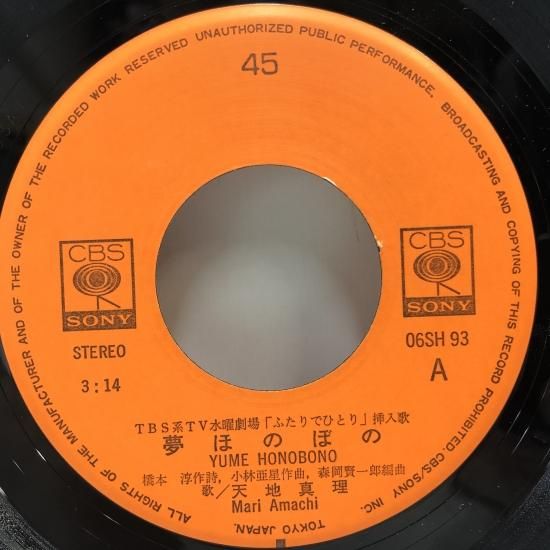 ALL RIGHTS OF THE MANUFACTURER AND OF THE OWNER OF THE RECORDED WORK RESERVED UNAUTHORIZED PUBLIC PERFORMANCE, BROADCASTING AND COPYING OF THIS RECORD PROHIBITED. CBS/SONY INC. TOKYO JAPAN.
45
CBS
SONY
CBS
SONY
STEREO
3:14
06SH 93
A
TBS系TV水曜劇場「ふたりでひとり」挿入歌
夢ほのぼの
YUME HONOBONO
橋本 淳作詩, 小林亜星作曲, 森岡賢一郎編曲
歌/天地真理
Mari Amachi